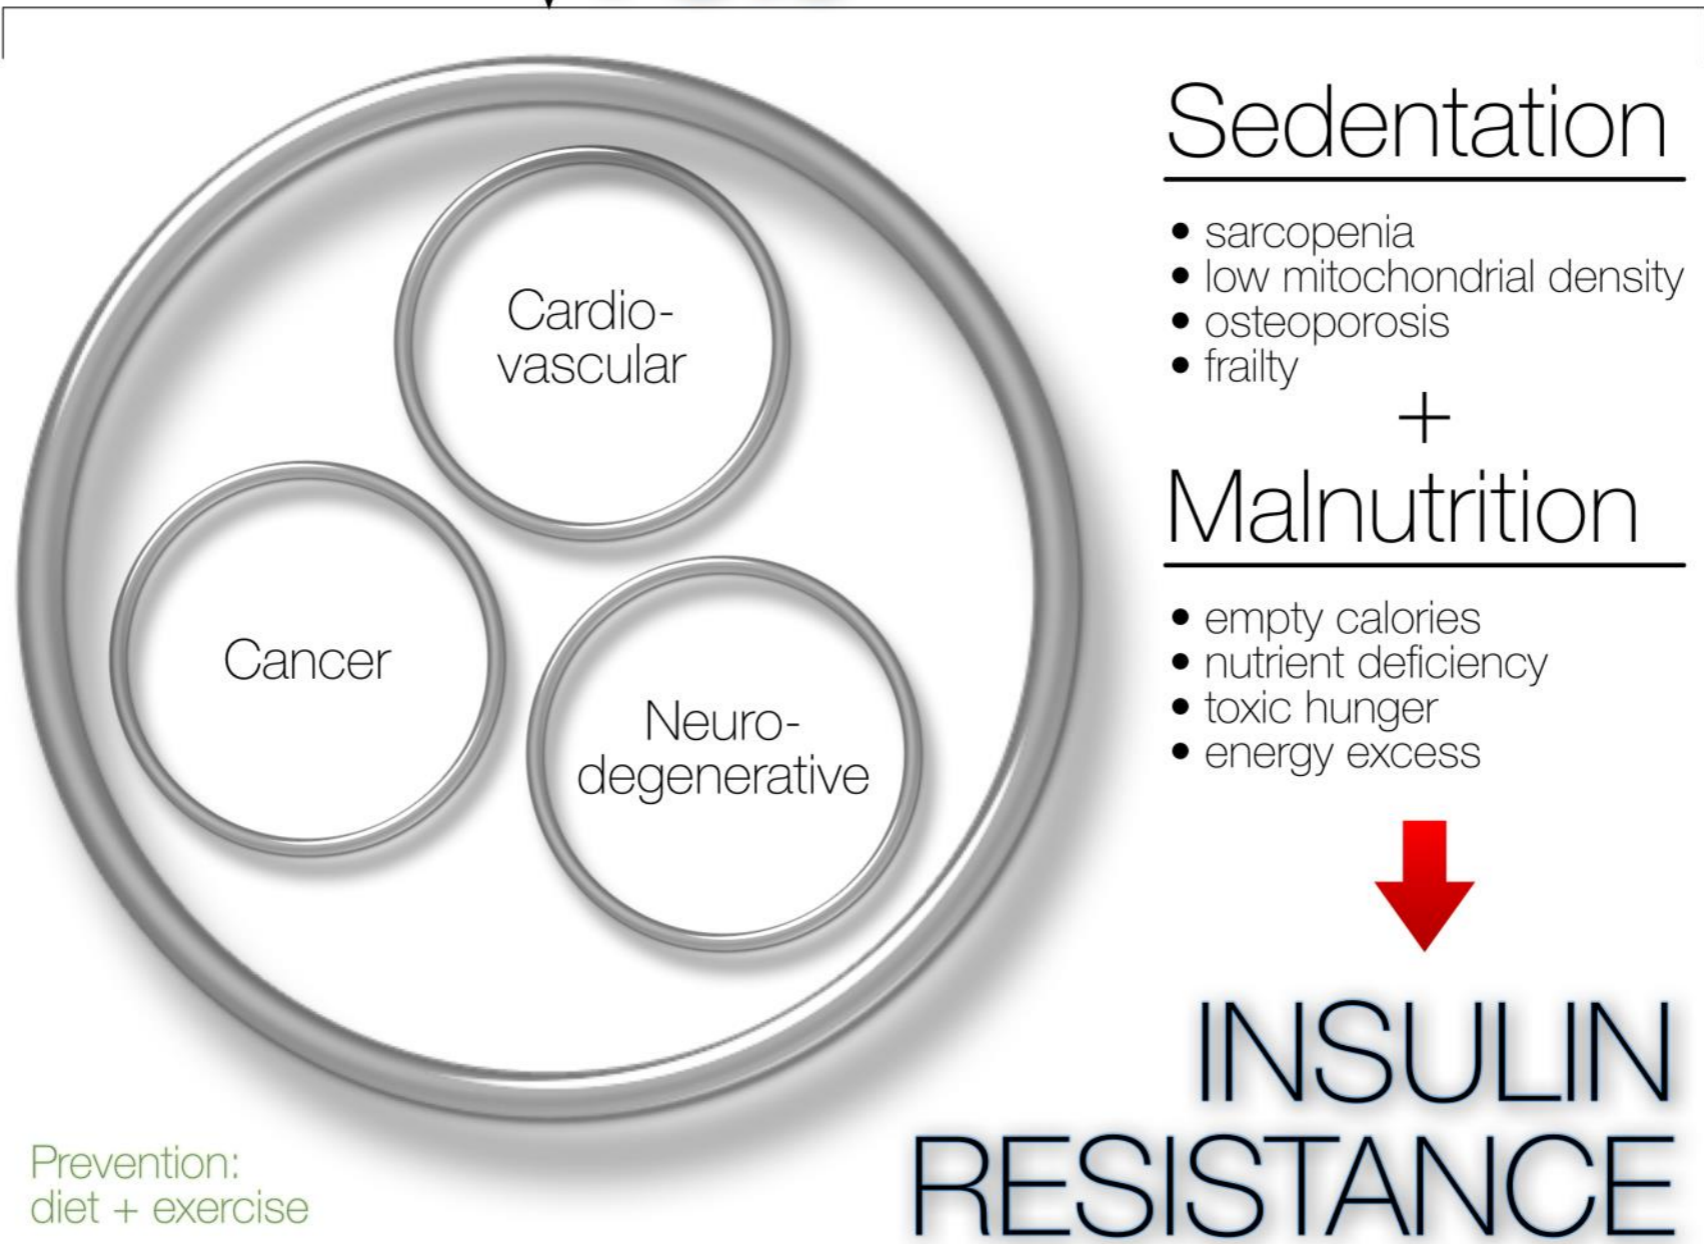 Cardio-
vascular
Cancer
Neuro-
degenerative
Sedentation
• sarcopenia
• low mitochondrial density
• osteoporosis
• frailty
+
Malnutrition
• empty calories
• nutrient deficiency
• toxic hunger
• energy excess
INSULIN
RESISTANCE
Prevention:
diet + exercise